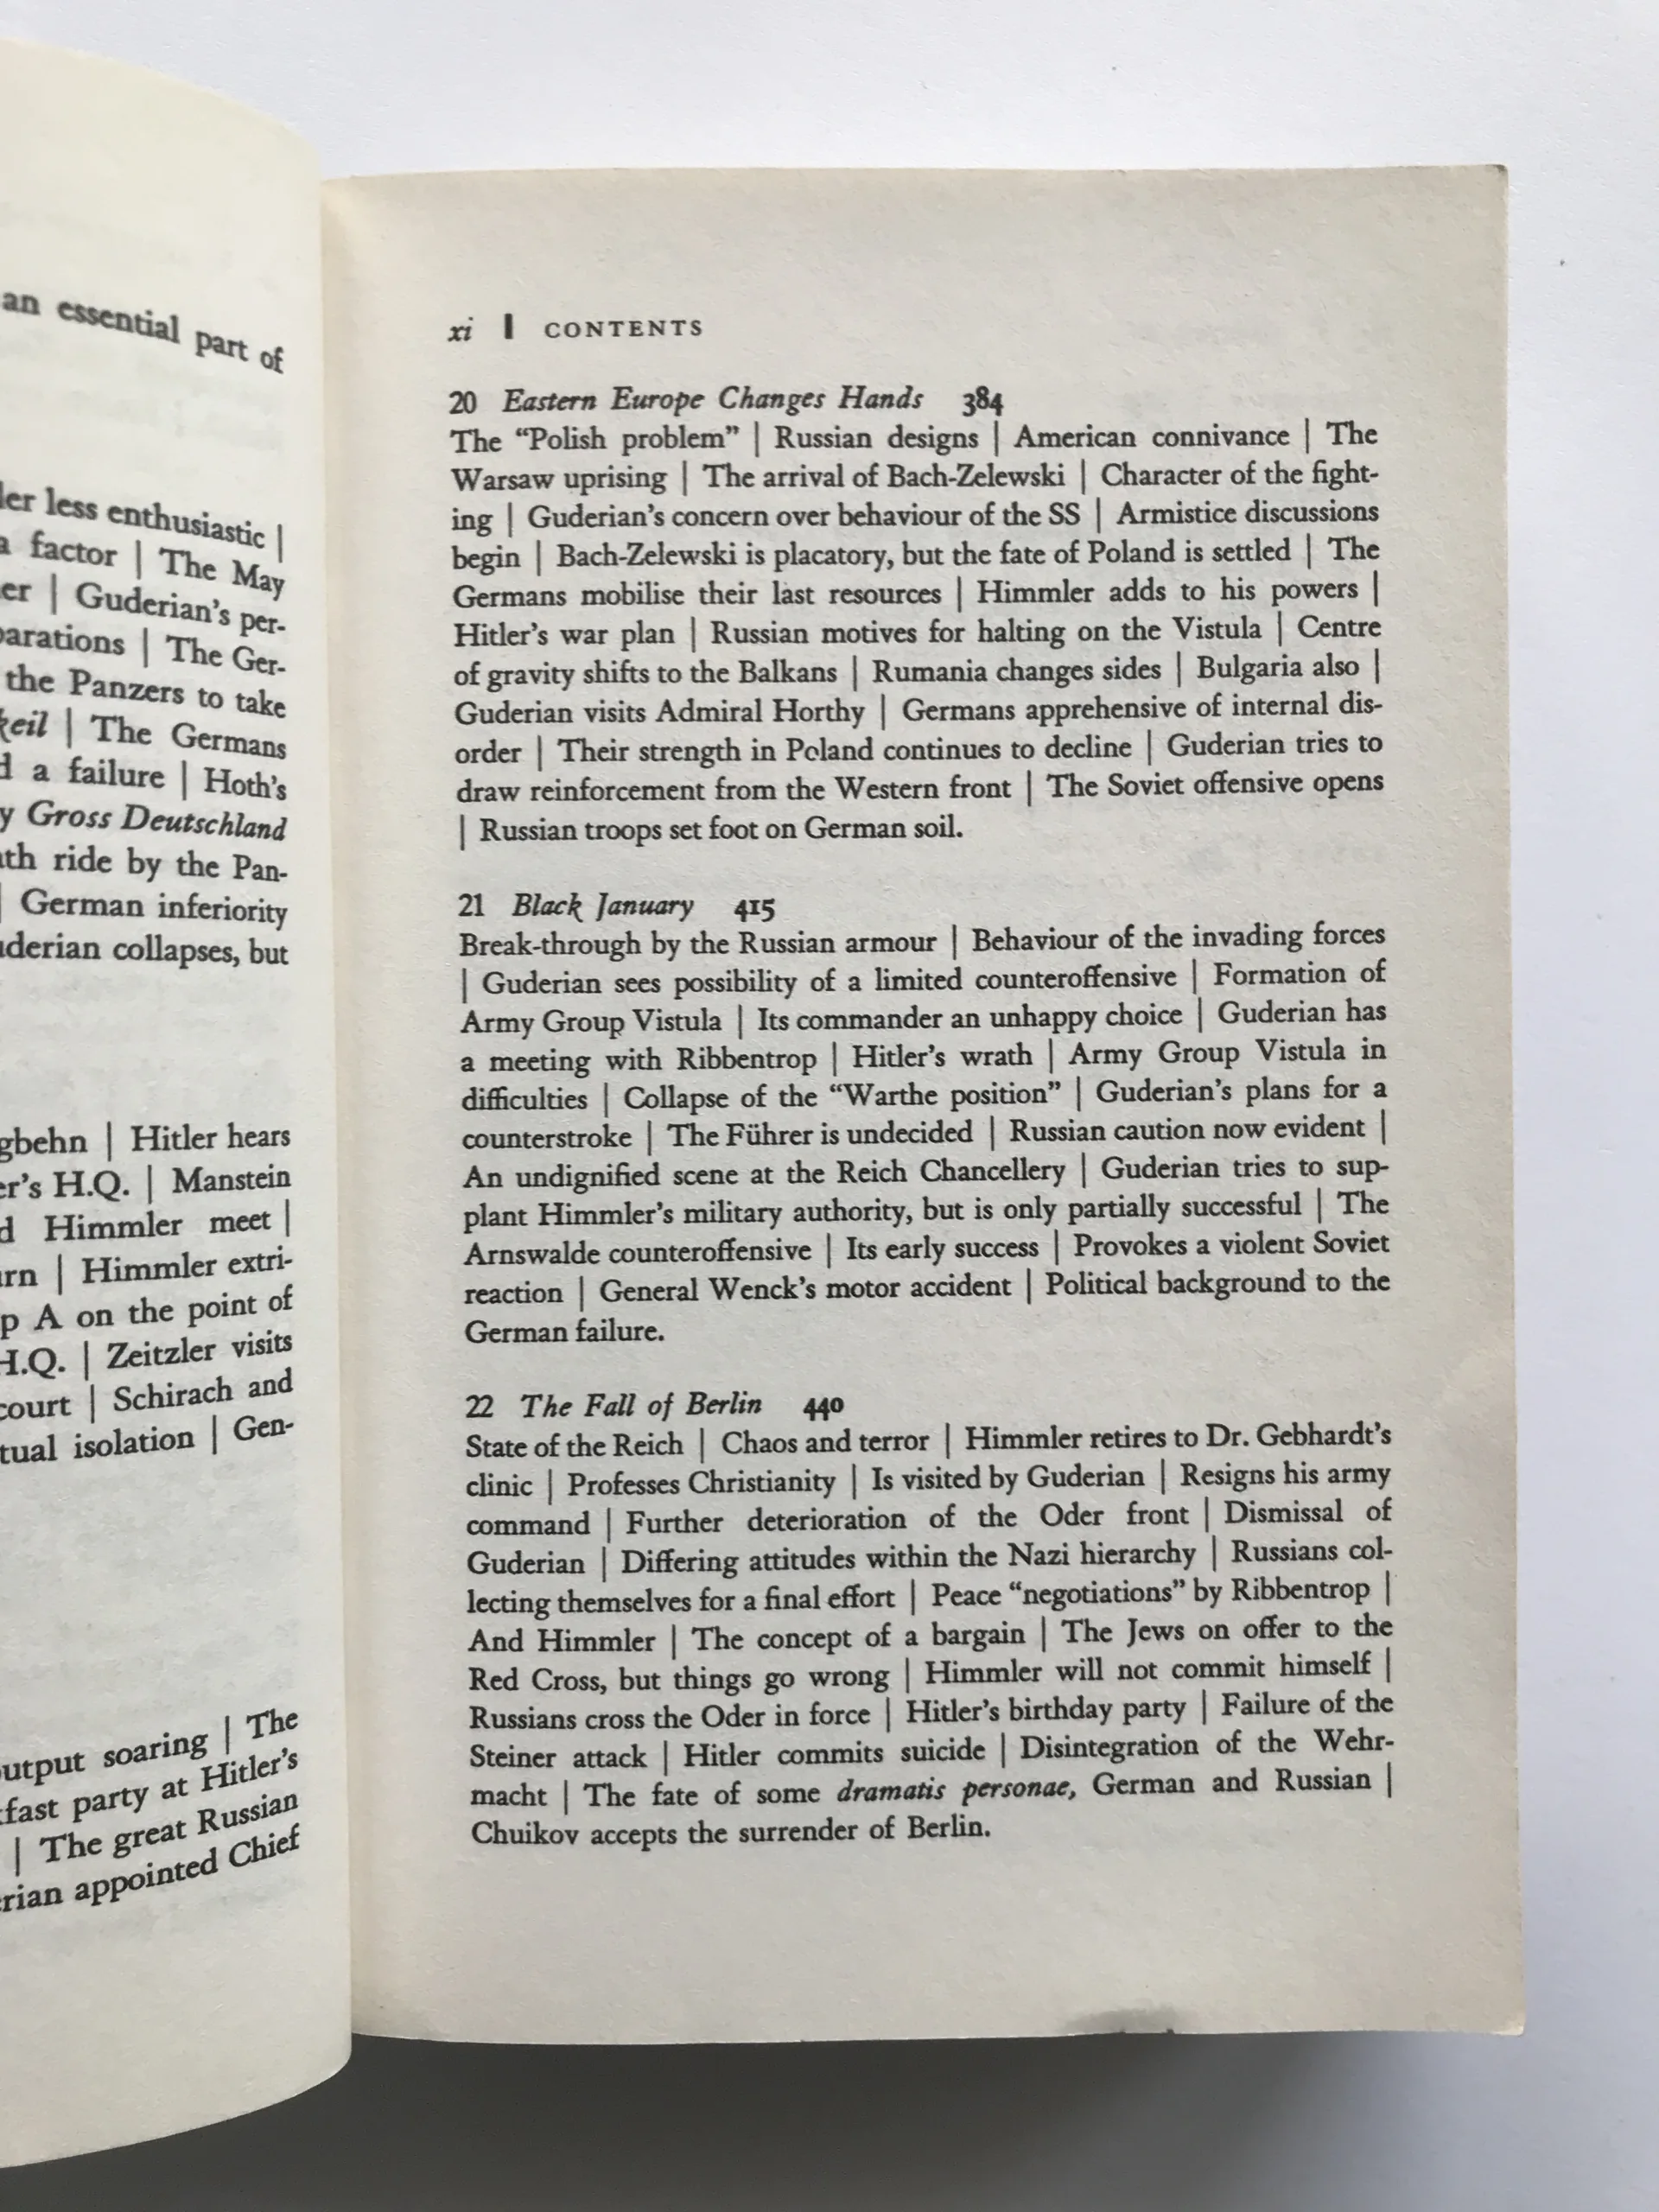 an essential part of
less enthusiastic |
a factor | The May
| Guderian's per-
| The Ger-
the Panzers to take
| The Germans
a failure | Hoth's
Gross Deutschland
ride by the Pan-
| German inferiority
collapses, but
| Hitler hears
H.Q. | Manstein
Himmler meet |
| Himmler extri-
A on the point of
H.Q. | Zeitzler visits
| Schirach and
isolation | Gen-
soaring | The
party at Hitler's
| The great Russian
appointed Chief
xi | CONTENTS
20 Eastern Europe Changes Hands 384
The “Polish problem” | Russian designs | American connivance | The
Warsaw uprising | The arrival of Bach-Zelewski | Character of the fight-
ing | Guderian's concern over behaviour of the SS | Armistice discussions
begin | Bach-Zelewski is placatory, but the fate of Poland is settled | The
Germans mobilise their last resources | Himmler adds to his powers |
Hitler's war plan | Russian motives for halting on the Vistula | Centre
of gravity shifts to the Balkans | Rumania changes sides | Bulgaria also |
Guderian visits Admiral Horthy | Germans apprehensive of internal dis-
order | Their strength in Poland continues to decline | Guderian tries to
draw reinforcement from the Western front | The Soviet offensive opens
| Russian troops set foot on German soil.
21 Black January 415
Break-through by the Russian armour | Behaviour of the invading forces
| Guderian sees possibility of a limited counteroffensive | Formation of
Army Group Vistula | Its commander an unhappy choice | Guderian has
a meeting with Ribbentrop | Hitler's wrath | Army Group Vistula in
difficulties | Collapse of the “Warthe position” | Guderian's plans for a
counterstroke | The Führer is undecided | Russian caution now evident |
An undignified scene at the Reich Chancellery | Guderian tries to sup-
plant Himmler's military authority, but is only partially successful | The
Arnswalde counteroffensive | Its early success | Provokes a violent Soviet
reaction | General Wenck's motor accident | Political background to the
German failure.
22 The Fall of Berlin 440
State of the Reich | Chaos and terror | Himmler retires to Dr. Gebhardt's
clinic | Professes Christianity | Is visited by Guderian | Resigns his army
command | Further deterioration of the Oder front | Dismissal of
Guderian | Differing attitudes within the Nazi hierarchy | Russians col-
lecting themselves for a final effort | Peace “negotiations” by Ribbentrop |
And Himmler | The concept of a bargain | The Jews on offer to the
Red Cross, but things go wrong | Himmler will not commit himself |
Russians cross the Oder in force | Hitler's birthday party | Failure of the
Steiner attack | Hitler commits suicide | Disintegration of the Wehr-
macht | The fate of some dramatis personae, German and Russian |
Chuikov accepts the surrender of Berlin.